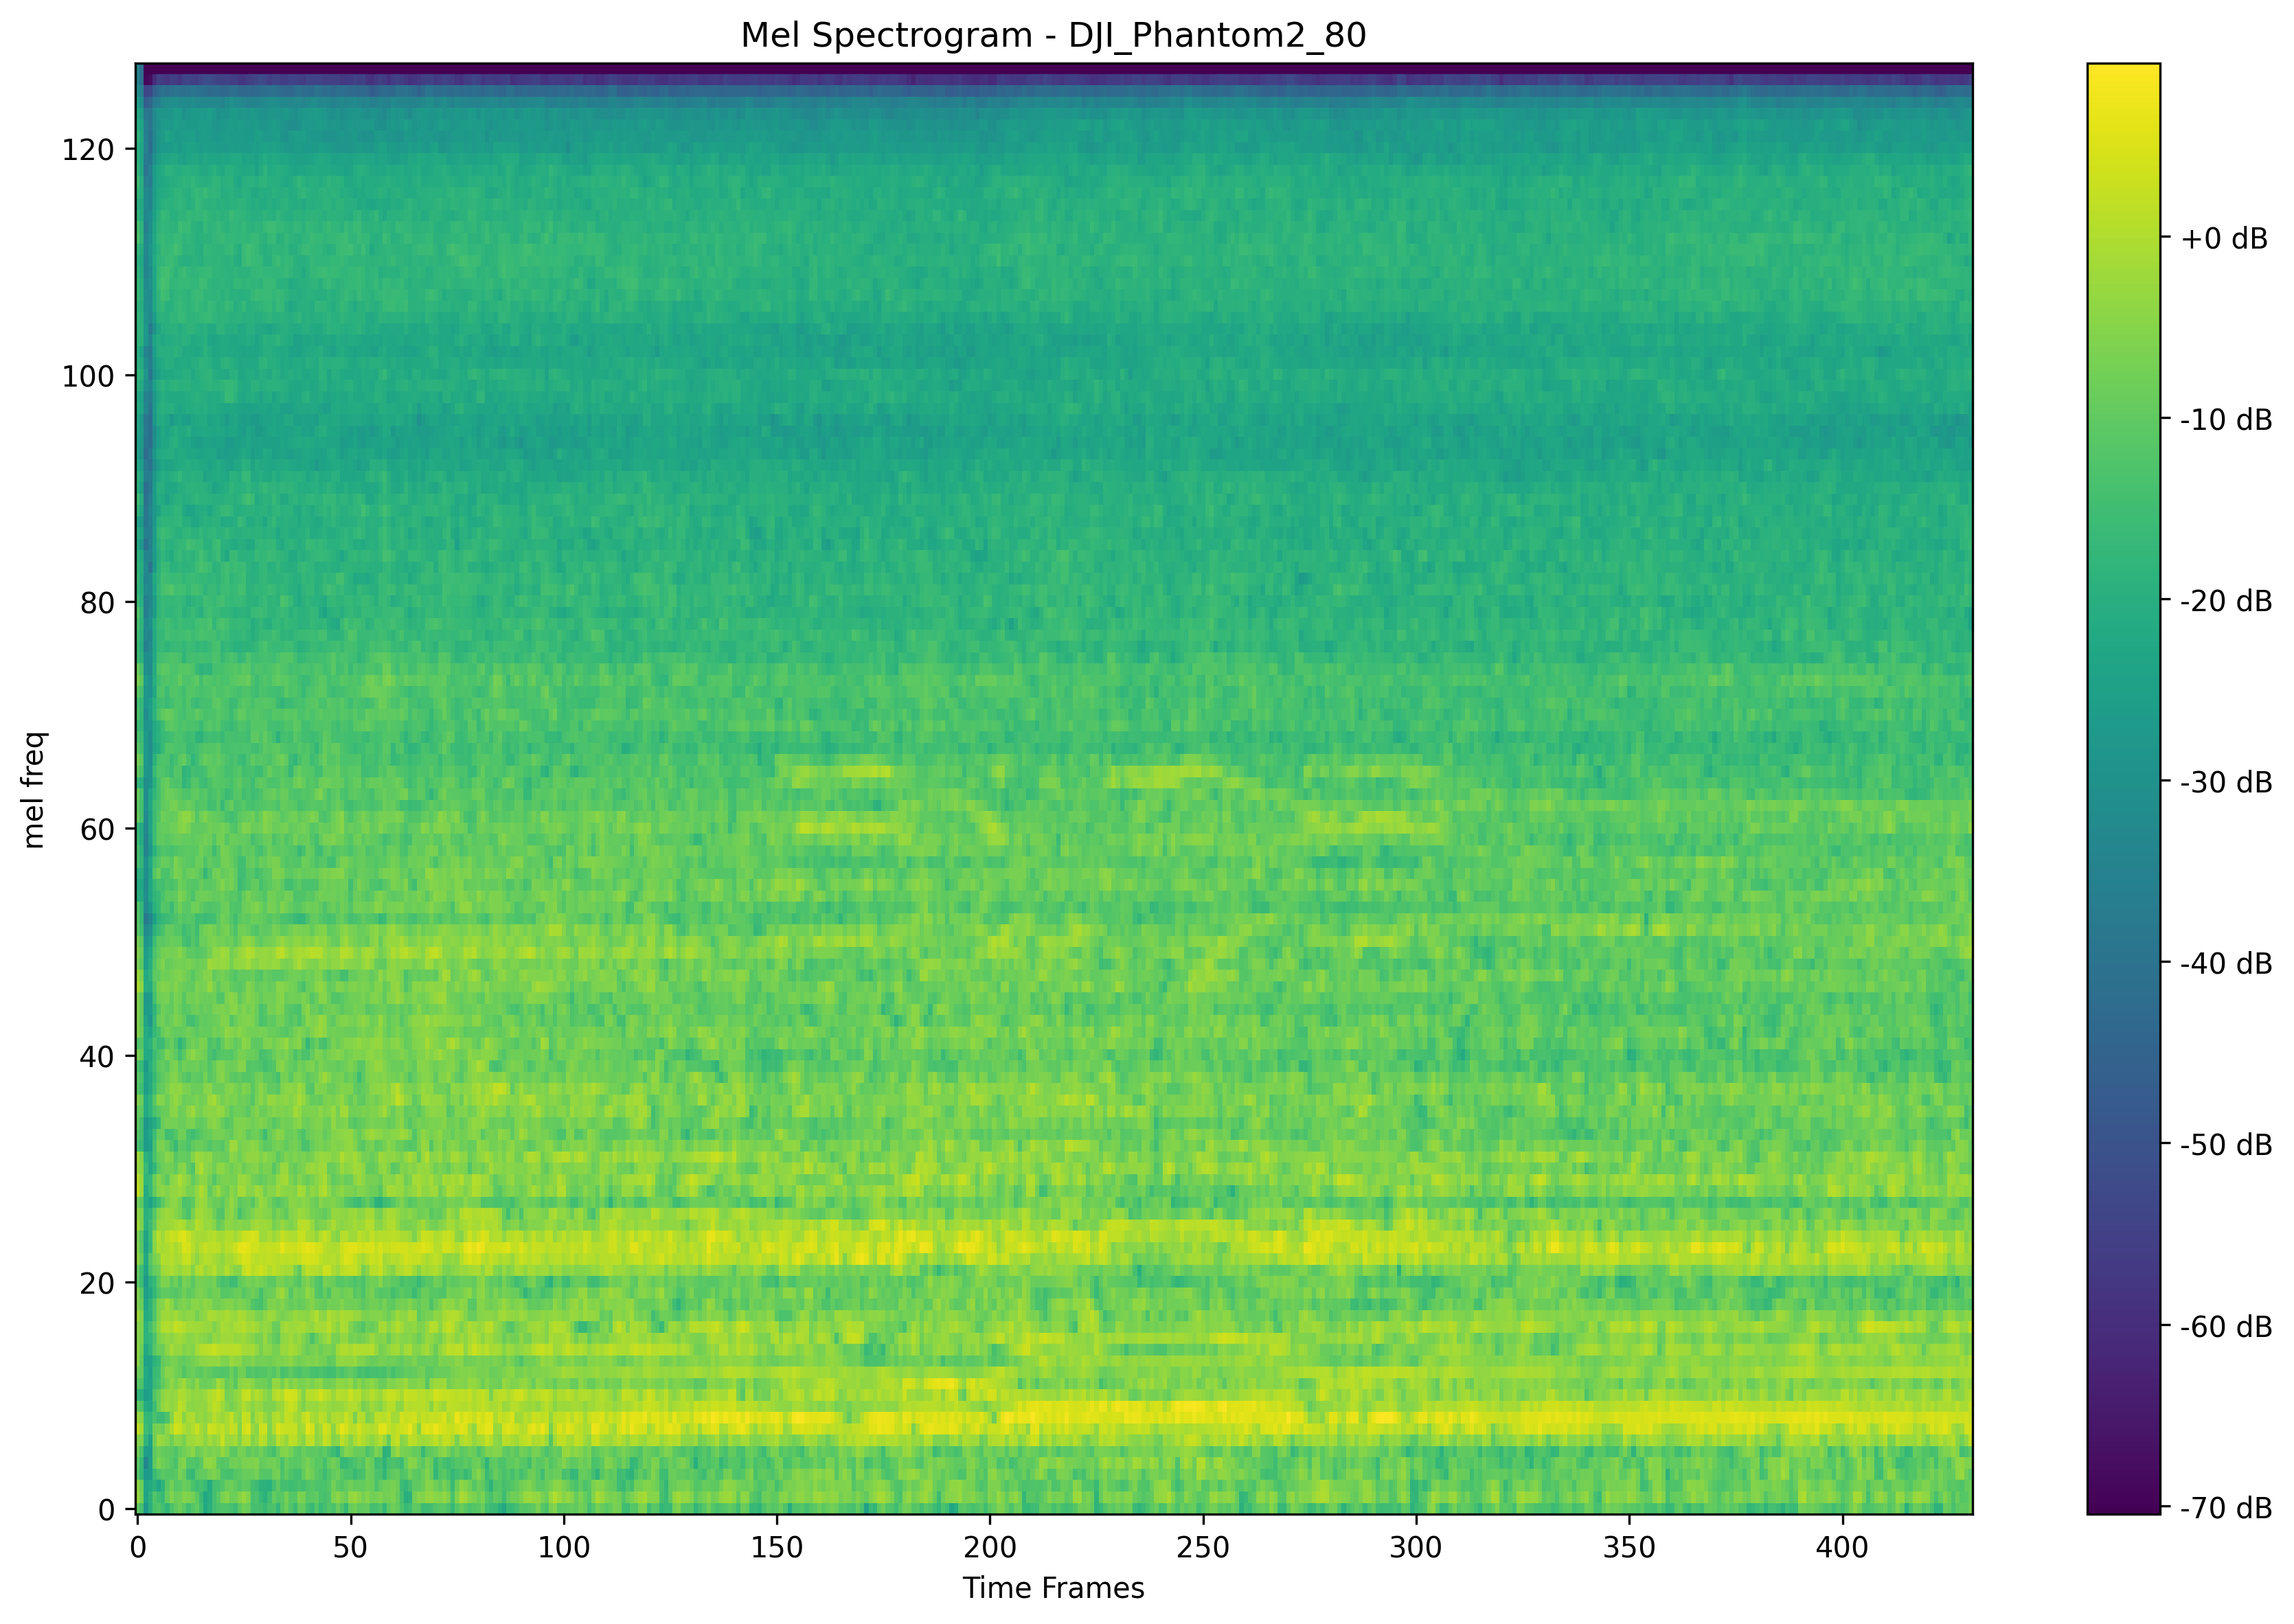 Mel Spectrogram - DJI_Phantom2_80
mel freq
120
100
80
60
40
20
0
0 50 100 150 200 250 300 350 400
Time Frames
+0 dB
-10 dB
-20 dB
-30 dB
-40 dB
-50 dB
-60 dB
-70 dB